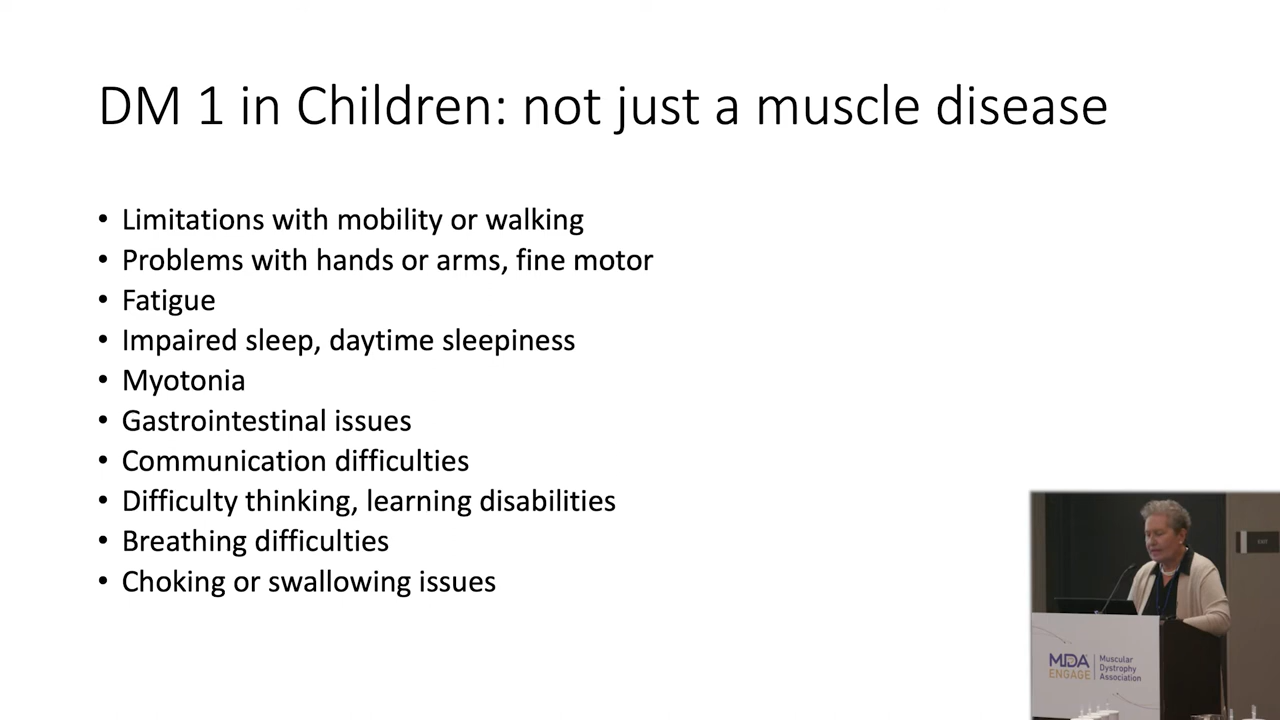 DM 1 in Children: not just a muscle disease
• Limitations with mobility or walking
• Problems with hands or arms, fine motor
• Fatigue
• Impaired sleep, daytime sleepiness
• Myotonia
• Gastrointestinal issues
• Communication difficulties
• Difficulty thinking, learning disabilities
• Breathing difficulties
• Choking or swallowing issues
MDA
ENGAGE
Muscular
Dystrophy
Association